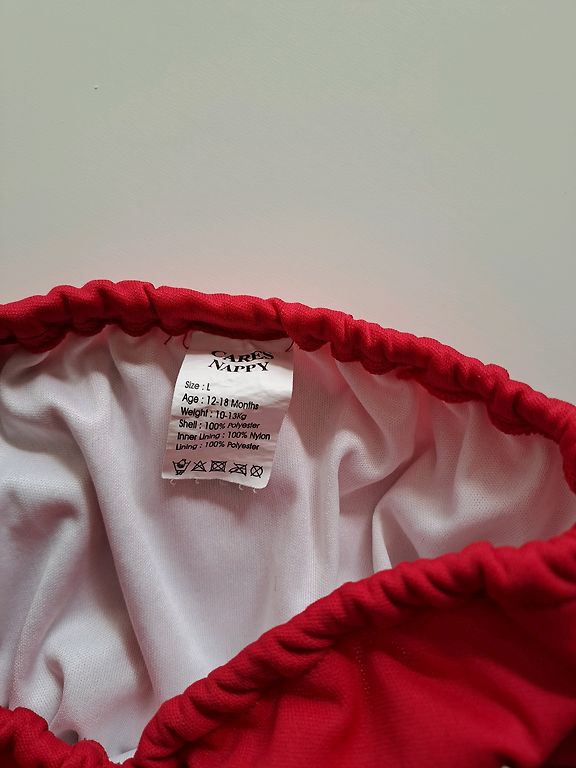 CARES
NAPPY
Size : L
Age : 12-18 Months
Weight : 10-13Kg
Shell : 100% Polyester
Inner Lining : 100% Nylon
Lining : 100% Polyester